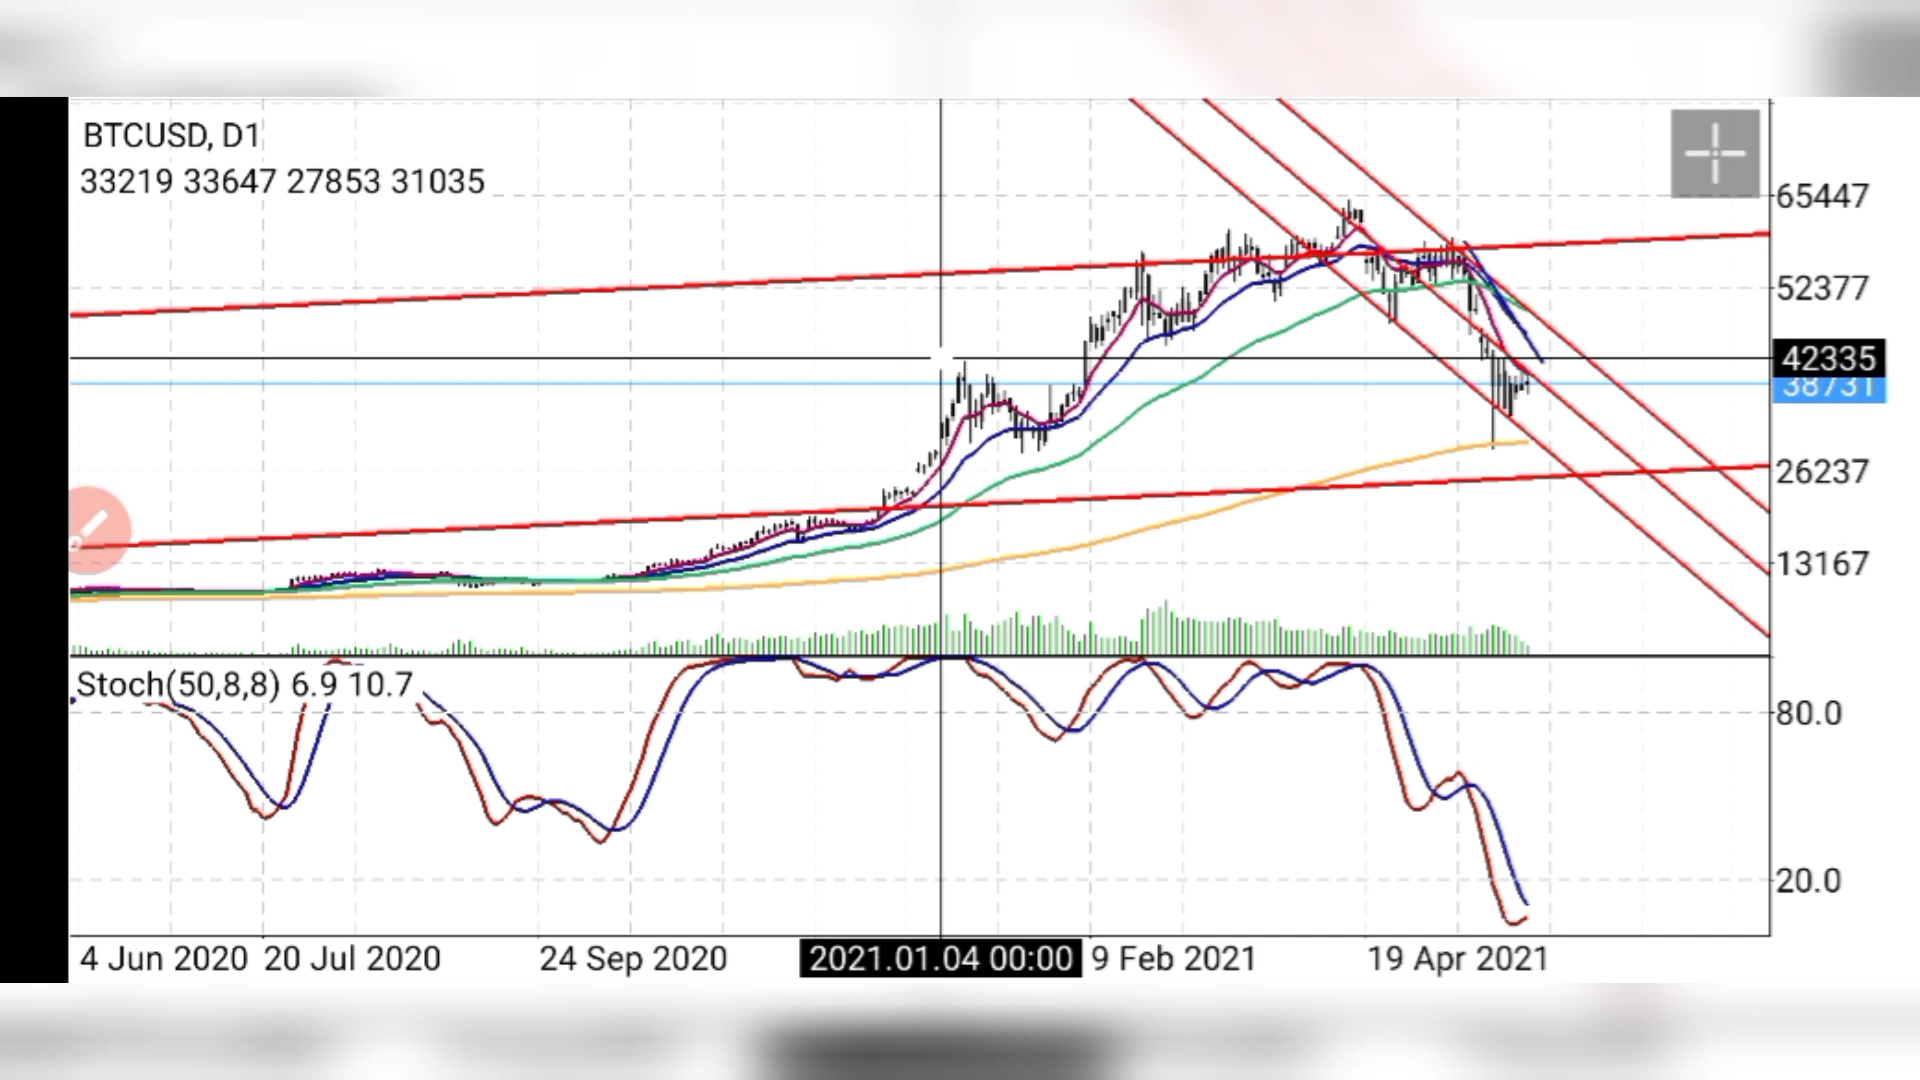 BTCUSD, D1
33219 33647 27853 31035
65447
52377
42335
38731
26237
13167
Stoch(50,8,8) 6.9 10.7
80.0
20.0
4 Jun 2020 20 Jul 2020 24 Sep 2020 2021.01.04 00:00 9 Feb 2021 19 Apr 2021